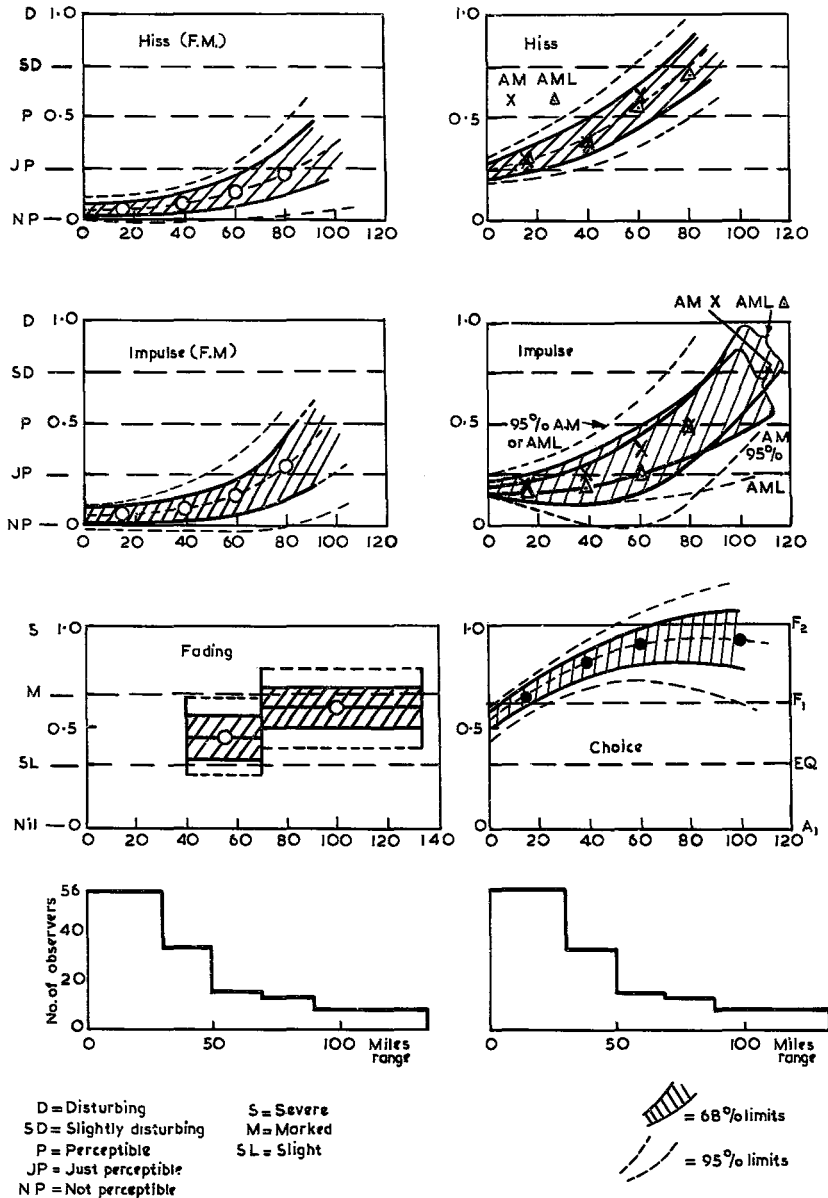 D 1.0
Hiss (F.M.)
SD
P 0.5
JP
NP 0
0 20 40 60 80 100 120
1.0
Hiss
AM AML
X △
0.5
0
0 20 40 60 80 100 120
D 1.0
Impulse (F.M)
SD
P 0.5
JP
NP 0
0 20 40 60 80 100 120
AM X AML △
1.0
Impulse
0.5
95% AM
or AML
AM
95%
AML
0
0 20 40 60 80 100 120
S 1.0
Fading
M
0.5
SL
Nil 0
0 20 40 60 80 100 120 140
1.0
F₂
F₁
0.5
Choice
EQ
0
A₁
0 20 40 60 80 100
No. of observers
56
40
20
0
0 50 100 Miles
range
0 50 100 Miles
range
D = Disturbing
SD = Slightly disturbing
P = Perceptible
JP = Just perceptible
NP = Not perceptible
S = Severe
M = Marked
SL = Slight
= 68% limits
= 95% limits